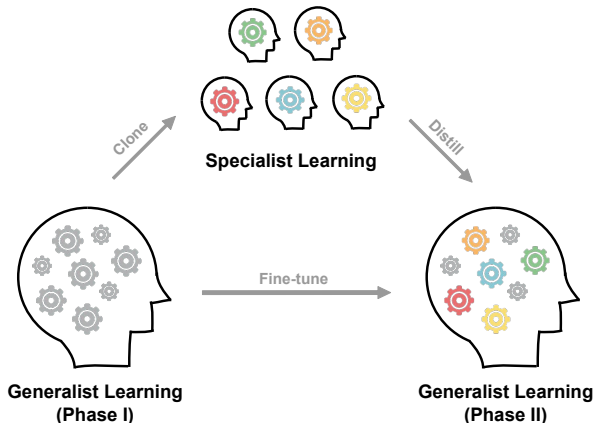 Clone
Distill
Specialist Learning
Fine-tune
Generalist Learning
(Phase I)
Generalist Learning
(Phase II)